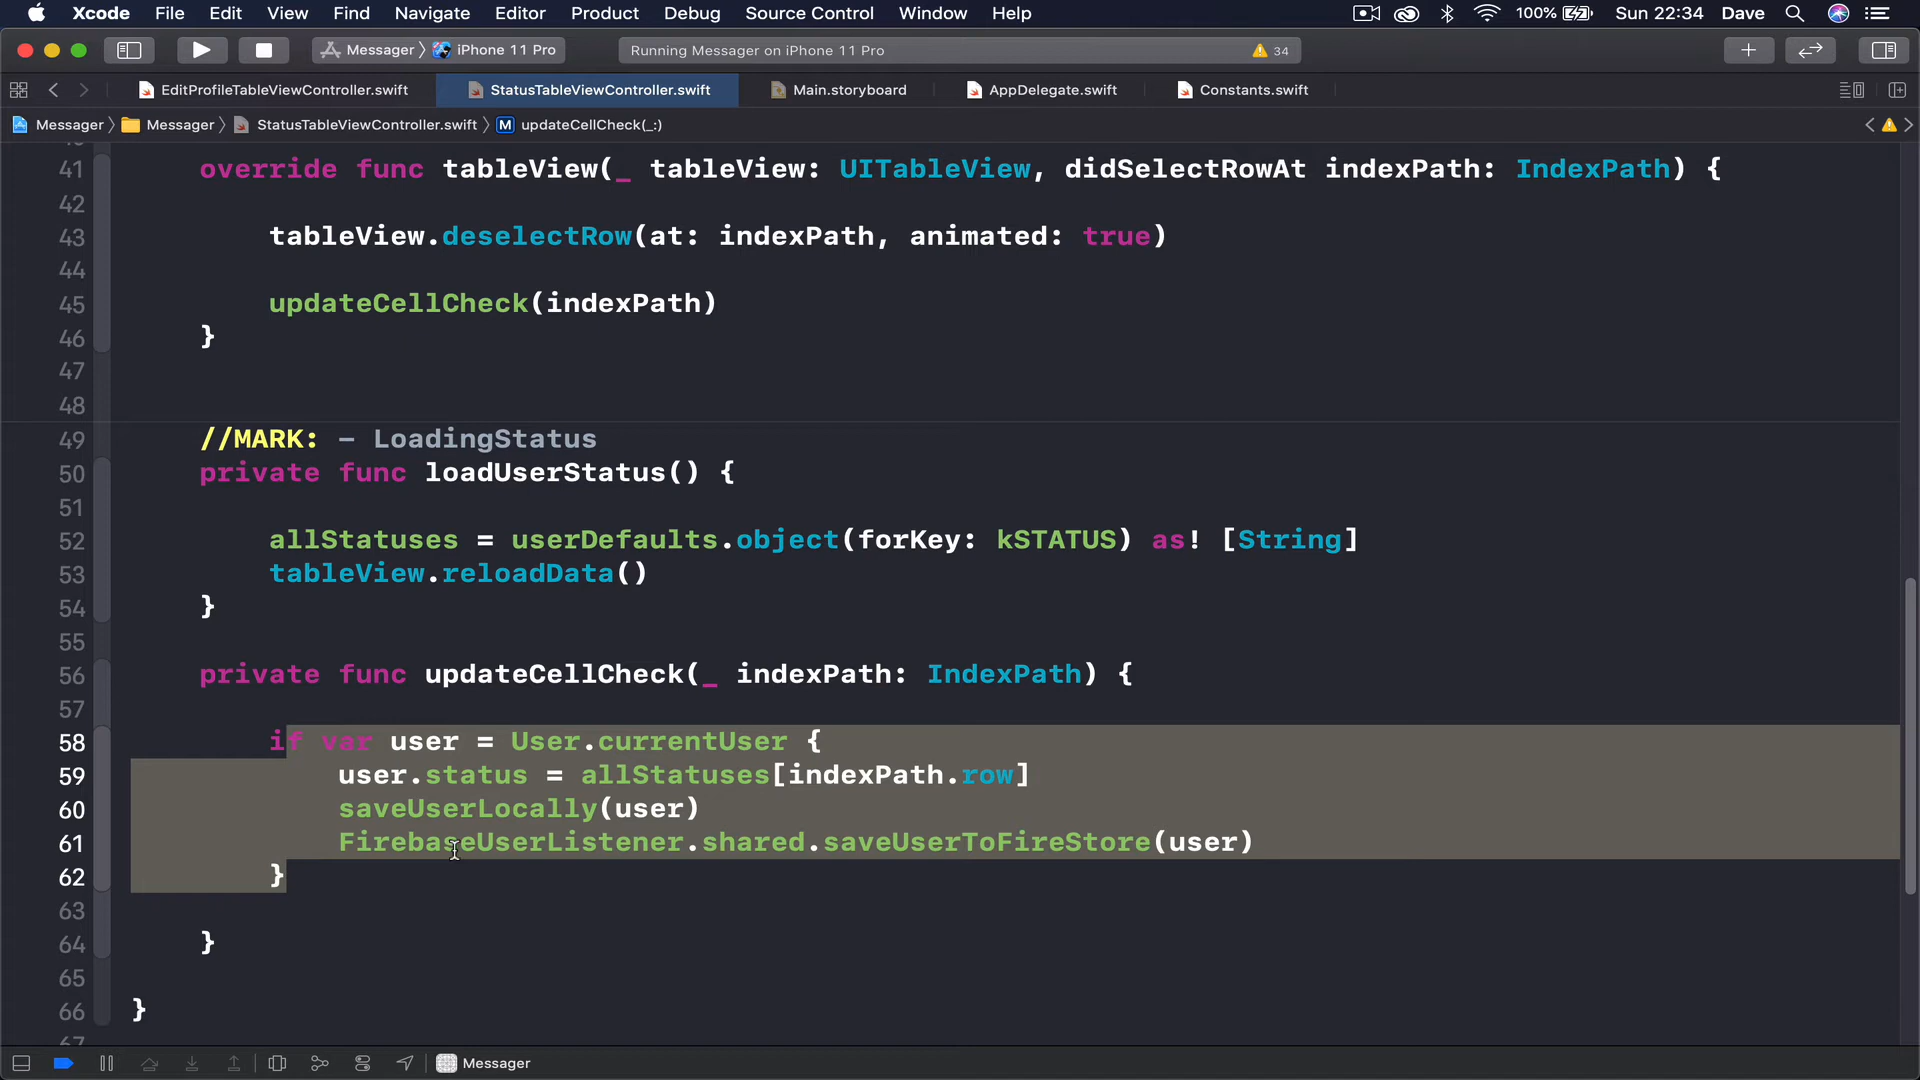 Xcode File Edit View Find Navigate Editor Product Debug Source Control Window Help 100% Sun 22:34 Dave
Messager iPhone 11 Pro Running Messager on iPhone 11 Pro 34
EditProfileTableViewController.swift StatusTableViewController.swift Main.storyboard AppDelegate.swift Constants.swift
Messager Messager StatusTableViewController.swift M updateCellCheck(_:)
41 override func tableView(_ tableView: UITableView, didSelectRowAt indexPath: IndexPath) {
42
43 tableView.deselectRow(at: indexPath, animated: true)
44
45 updateCellCheck(indexPath)
46 }
47
48
49 //MARK: - LoadingStatus
50 private func loadUserStatus() {
51
52 allStatuses = userDefaults.object(forKey: kSTATUS) as! [String]
53 tableView.reloadData()
54 }
55
56 private func updateCellCheck(_ indexPath: IndexPath) {
57
58 if var user = User.currentUser {
59 user.status = allStatuses[indexPath.row]
60 saveUserLocally(user)
61 FirebaseUserListener.shared.saveUserToFireStore(user)
62 }
63
64 }
65
66 }
67
Messager